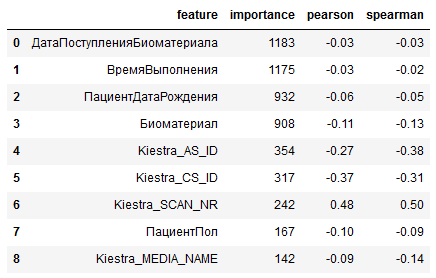 feature importance pearson spearman
0 ДатаПоступленияБиоматериала 1183 -0.03 -0.03
1 ВремяВыполнения 1175 -0.03 -0.02
2 ПациентДатаРождения 932 -0.06 -0.05
3 Биоматериал 908 -0.11 -0.13
4 Kiestra_AS_ID 354 -0.27 -0.38
5 Kiestra_CS_ID 317 -0.37 -0.31
6 Kiestra_SCAN_NR 242 0.48 0.50
7 ПациентПол 167 -0.10 -0.09
8 Kiestra_MEDIA_NAME 142 -0.09 -0.14